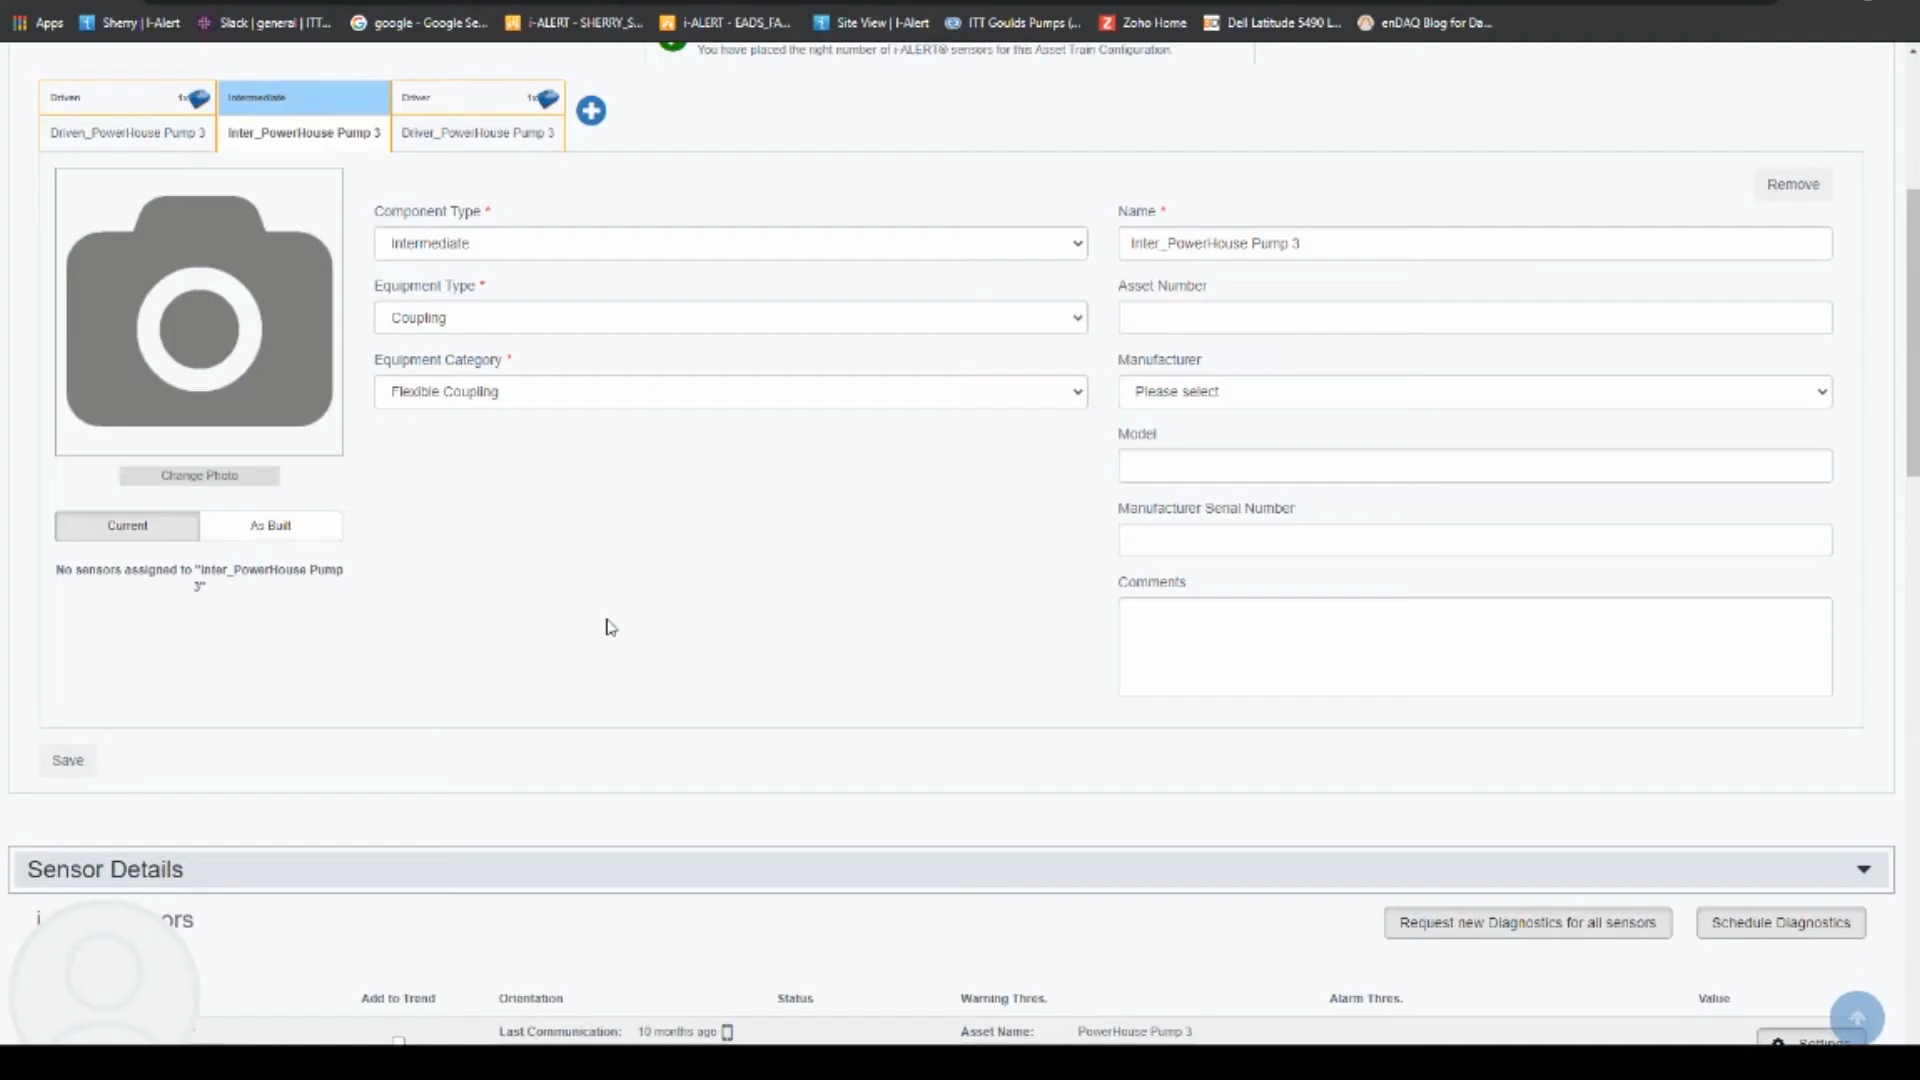 Apps Sherry | I-Alert Slack | general | ITT... google - Google Se... i-ALERT - SHERRY_S... i-ALERT - EADS_FA... Site View | I-Alert ITT Goulds Pumps (... Zoho Home Dell Latitude 5490 L... enDAQ Blog for Da...
You have placed the right number of i-ALERT® sensors for this Asset Train Configuration.
Driven 1x Intermediate Driver 1x
Driven_PowerHouse Pump 3 Inter_PowerHouse Pump 3 Driver_PowerHouse Pump 3
Remove
Component Type * Name *
Intermediate Inter_PowerHouse Pump 3
Equipment Type * Asset Number
Coupling
Equipment Category * Manufacturer
Flexible Coupling Please select
Model
Change Photo
Manufacturer Serial Number
Current As Built
No sensors assigned to "Inter_PowerHouse Pump
3"
Comments
Save
Sensor Details
i ors
Request new Diagnostics for all sensors Schedule Diagnostics
Add to Trend Orientation Status Warning Thres. Alarm Thres. Value
Last Communication: 10 months ago Asset Name: PowerHouse Pump 3
Settings